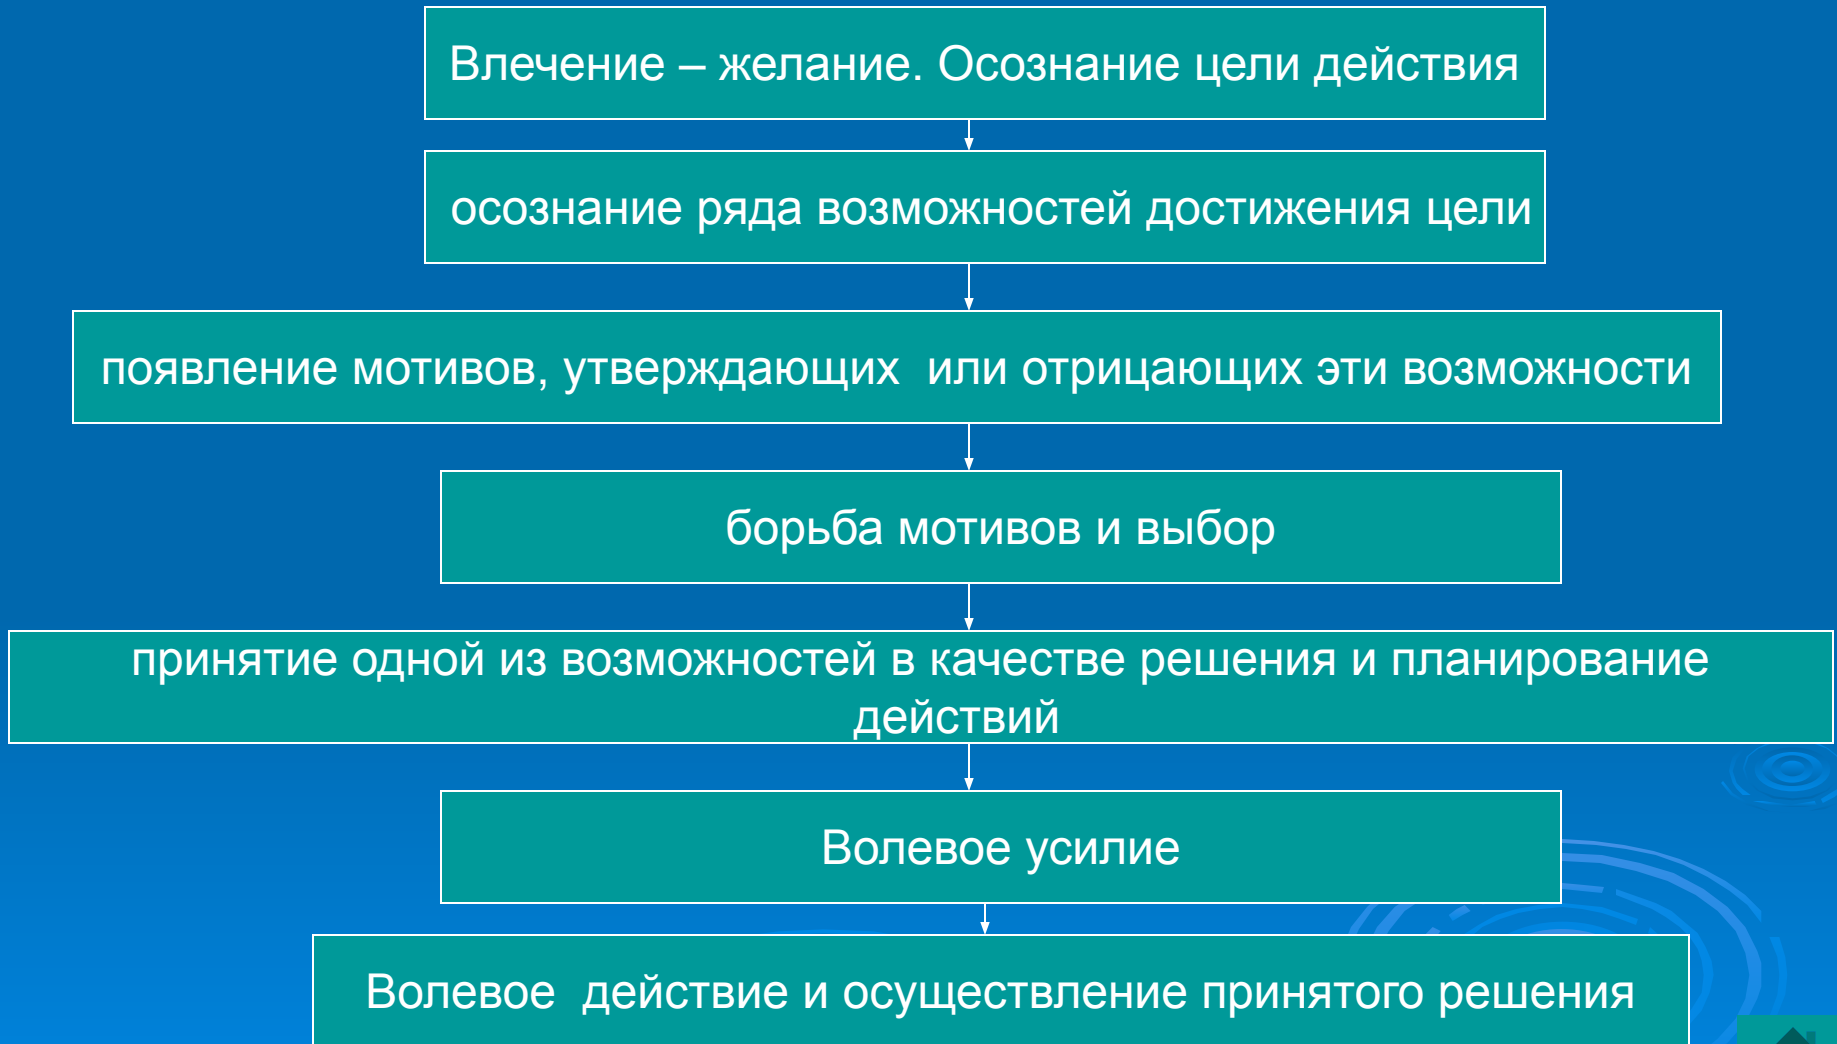 Влечение – желание. Осознание цели действия
осознание ряда возможностей достижения цели
появление мотивов, утверждающих  или отрицающих эти возможности
борьба мотивов и выбор
принятие одной из возможностей в качестве решения и планирование
действий
Волевое усилие
Волевое  действие и осуществление принятого решения